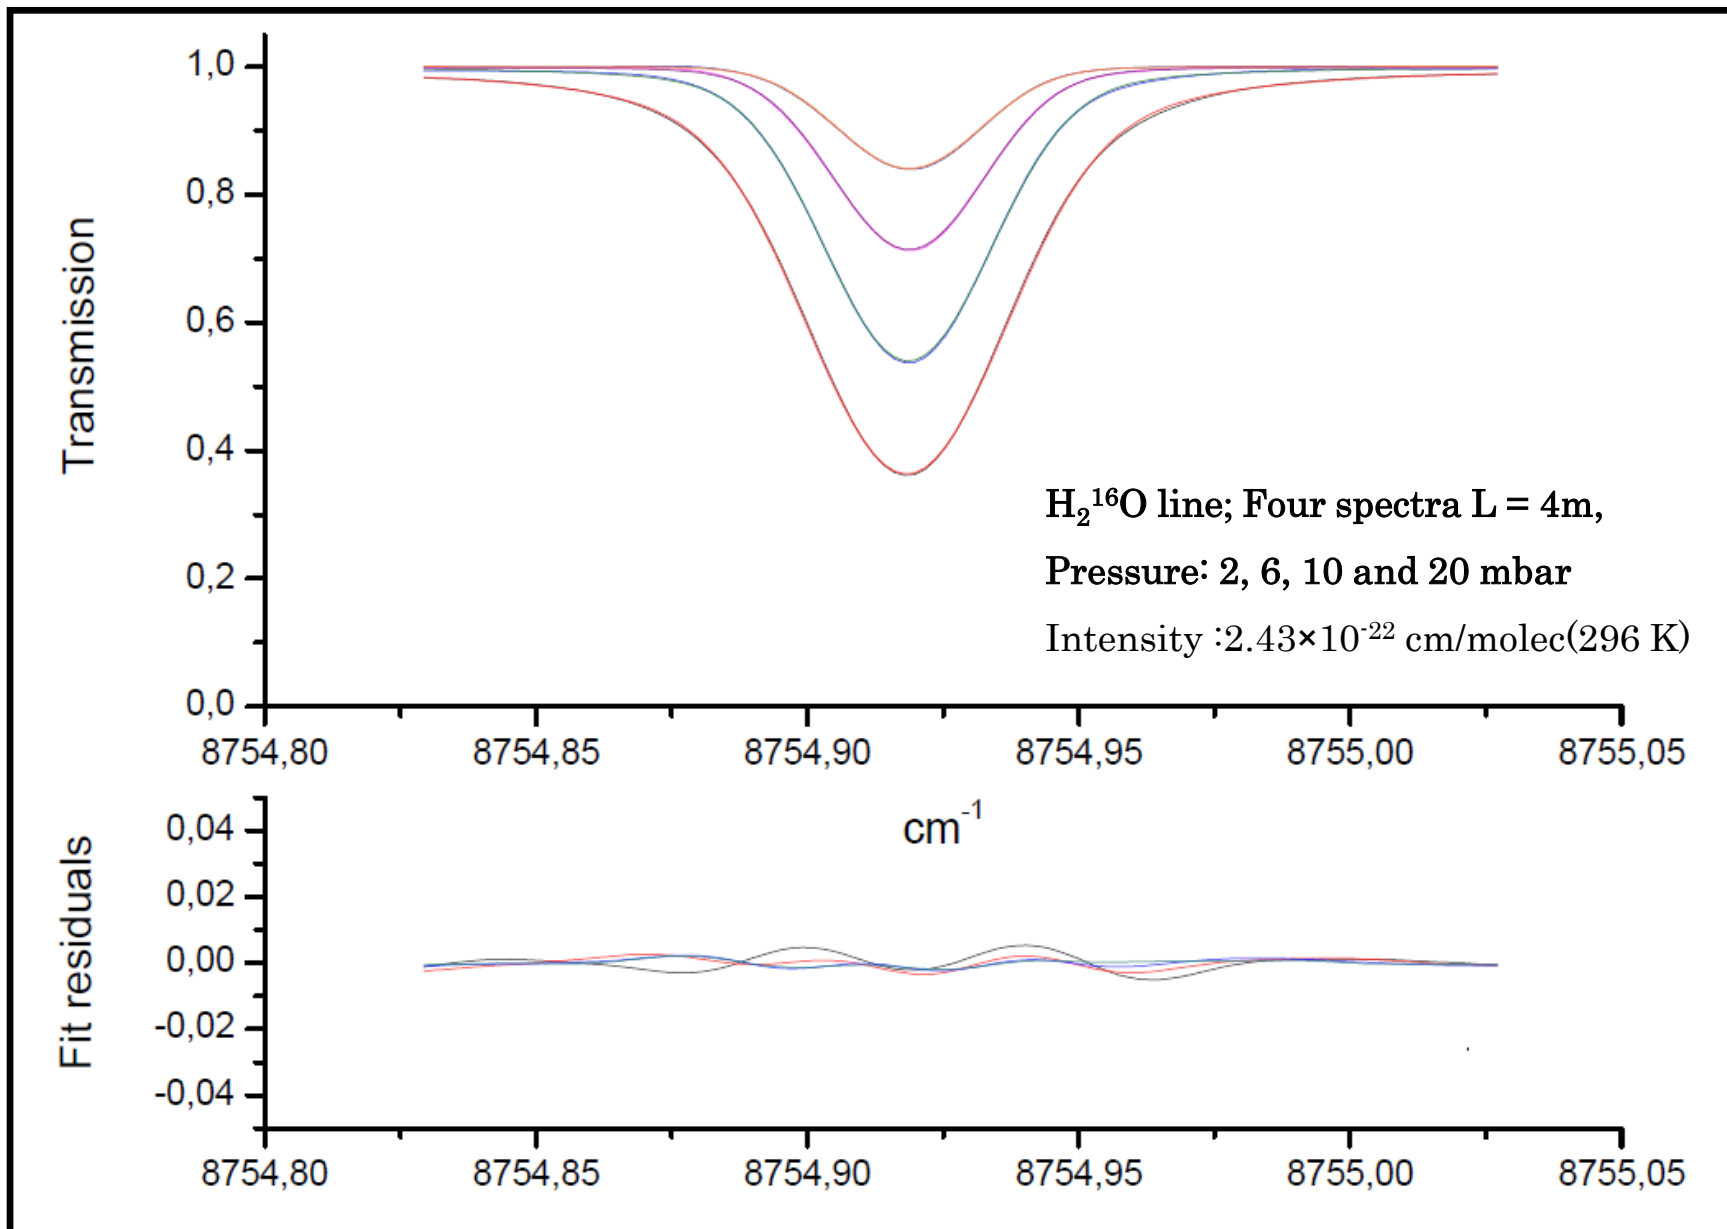 1,0
0,8
0,6
0,4
0,2
0,0
Transmission
H₂¹⁶O line; Four spectra L = 4m,
Pressure: 2, 6, 10 and 20 mbar
Intensity :2.43×10⁻²² cm/molec(296 K)
8754,80 8754,85 8754,90 8754,95 8755,00 8755,05
cm⁻¹
0,04
0,02
0,00
-0,02
-0,04
Fit residuals
8754,80 8754,85 8754,90 8754,95 8755,00 8755,05